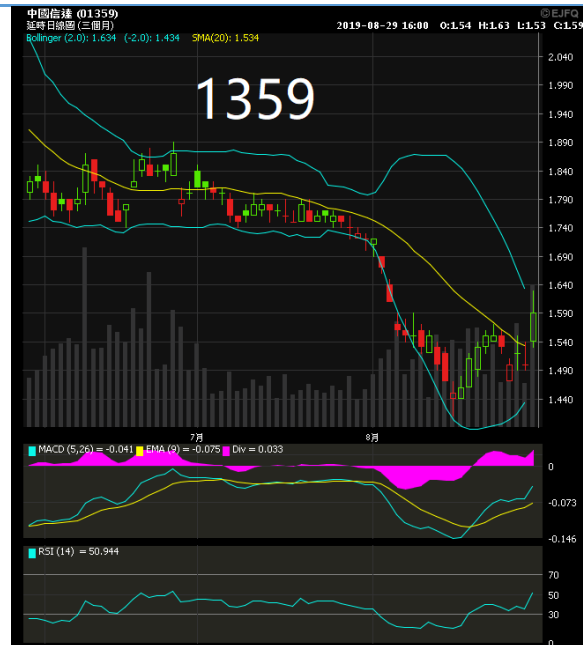 中國信達 (01359)
©EJFQ
延時日線圖 (三個月)
2019-08-29 16:00 O:1.54 H:1.63 L:1.53 C:1.59
Bollinger (2.0): 1.634 (-2.0): 1.434 SMA(20): 1.534
1359
2.040
1.990
1.940
1.890
1.840
1.790
1.740
1.690
1.640
1.590
1.540
1.490
1.440
7月
8月
MACD (5,26) = -0.041 EMA (9) = -0.075 Div = 0.033
0
-0.073
-0.146
RSI (14) = 50.944
70
50
30
0